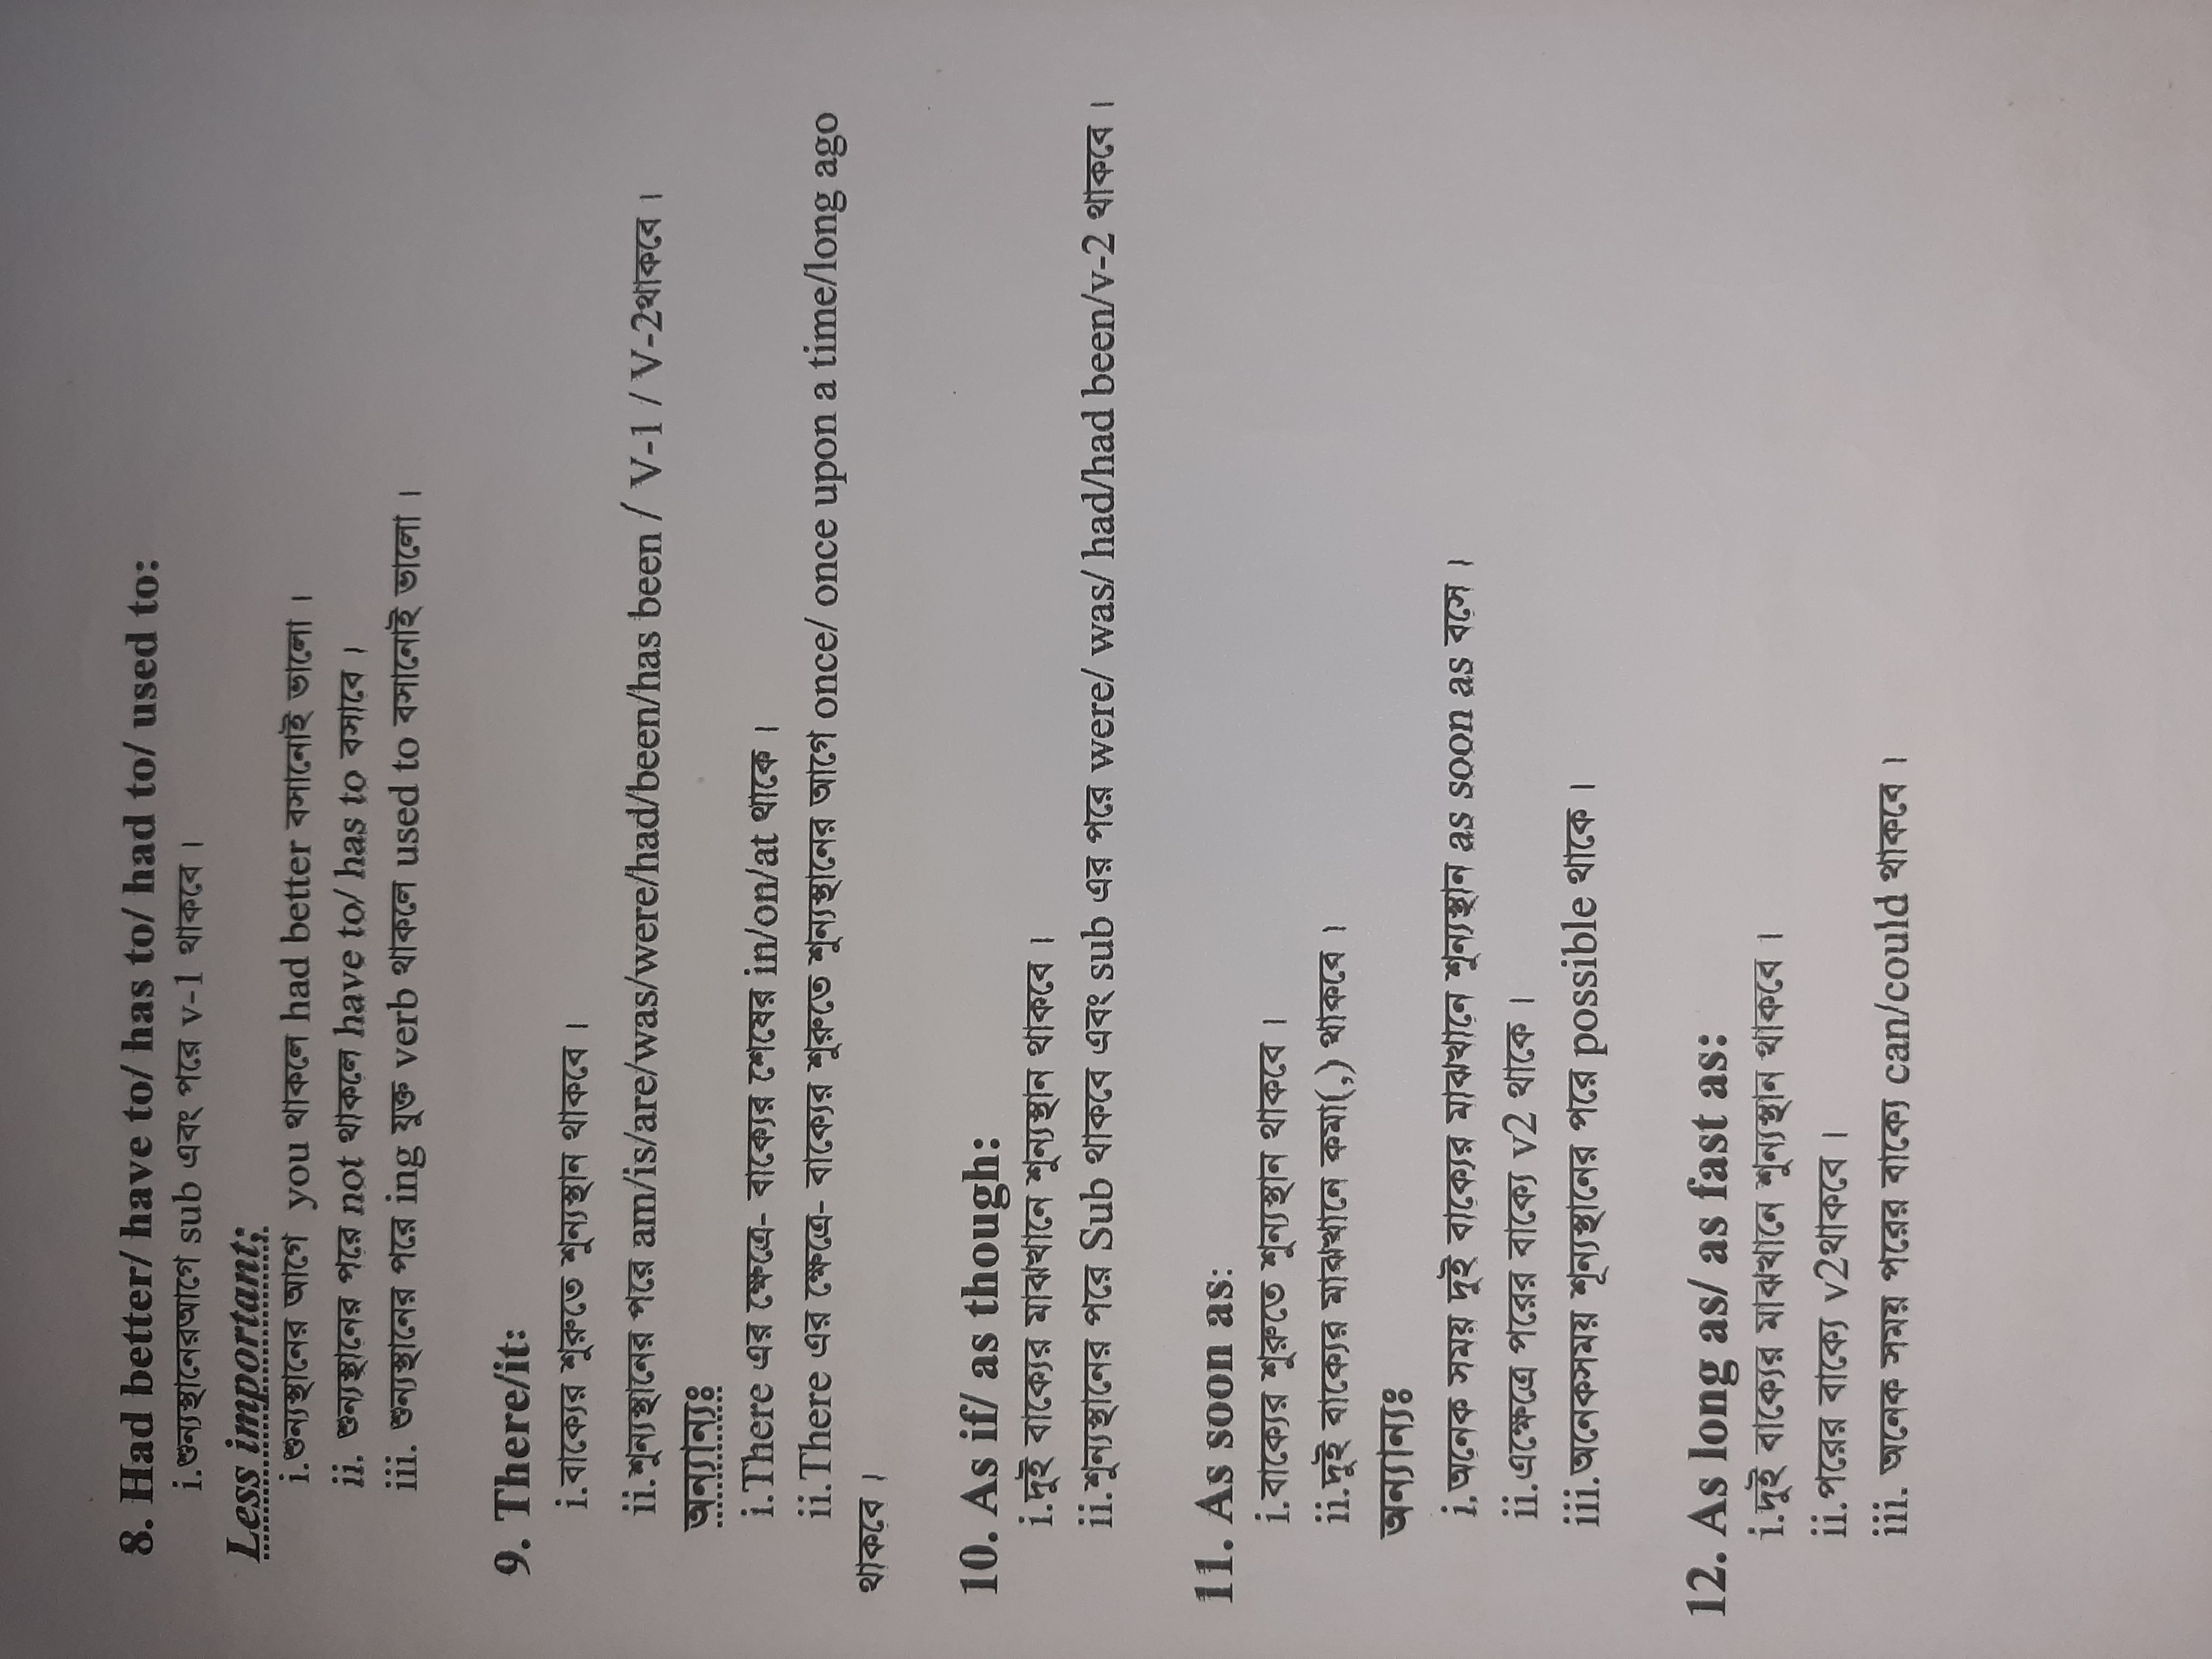 8. Had better/ have to/ has to/ had to/ used to:
i.শুন্যস্থানেরআগে sub এবং পরে v-1 থাকবে ।
Less important;
i.শুন্যস্থানের আগে you থাকলে had better বসানোই ভালো ।
ii. শুন্যস্থানের পরে not থাকলে have to/ has to বসাবে ।
iii. শুন্যস্থানের পরে ing যুক্ত verb থাকলে used to বসানোই ভালো ।
9. There/it:
i.বাক্যের শুরুতে শুন্যস্থান থাকবে ।
ii.শুন্যস্থানের পরে am/is/are/was/were/had/been/has been / V-1 / V-2থাকবে ।
অন্যান্যঃ
i.There এর ক্ষেত্রে- বাক্যের শেষের in/on/at থাকে ।
ii.There এর ক্ষেত্রে- বাক্যের শুরুতে শুন্যস্থানের আগে once/ once upon a time/long ago
থাকবে ।
10. As if/ as though:
i.দুই বাক্যের মাঝখানে শুন্যস্থান থাকবে ।
ii.শুন্যস্থানের পরে Sub থাকবে এবং sub এর পরে were/ was/ had/had been/v-2 থাকবে ।
11. As soon as:
i.বাক্যের শুরুতে শুন্যস্থান থাকবে ।
ii.দুই বাক্যের মাঝখানে কমা(,) থাকবে ।
অন্যান্যঃ
i.অনেক সময় দুই বাক্যের মাঝখানে শুন্যস্থান as soon as বসে ।
ii.এক্ষেত্রে পরের বাক্যে v2 থাকে ।
iii.অনেকসময় শূন্যস্থানের পরে possible থাকে ।
12. As long as/ as fast as:
i.দুই বাক্যের মাঝখানে শুন্যস্থান থাকবে ।
ii.পরের বাক্যে v2থাকবে ।
iii. অনেক সময় পরের বাক্যে can/could থাকবে ।